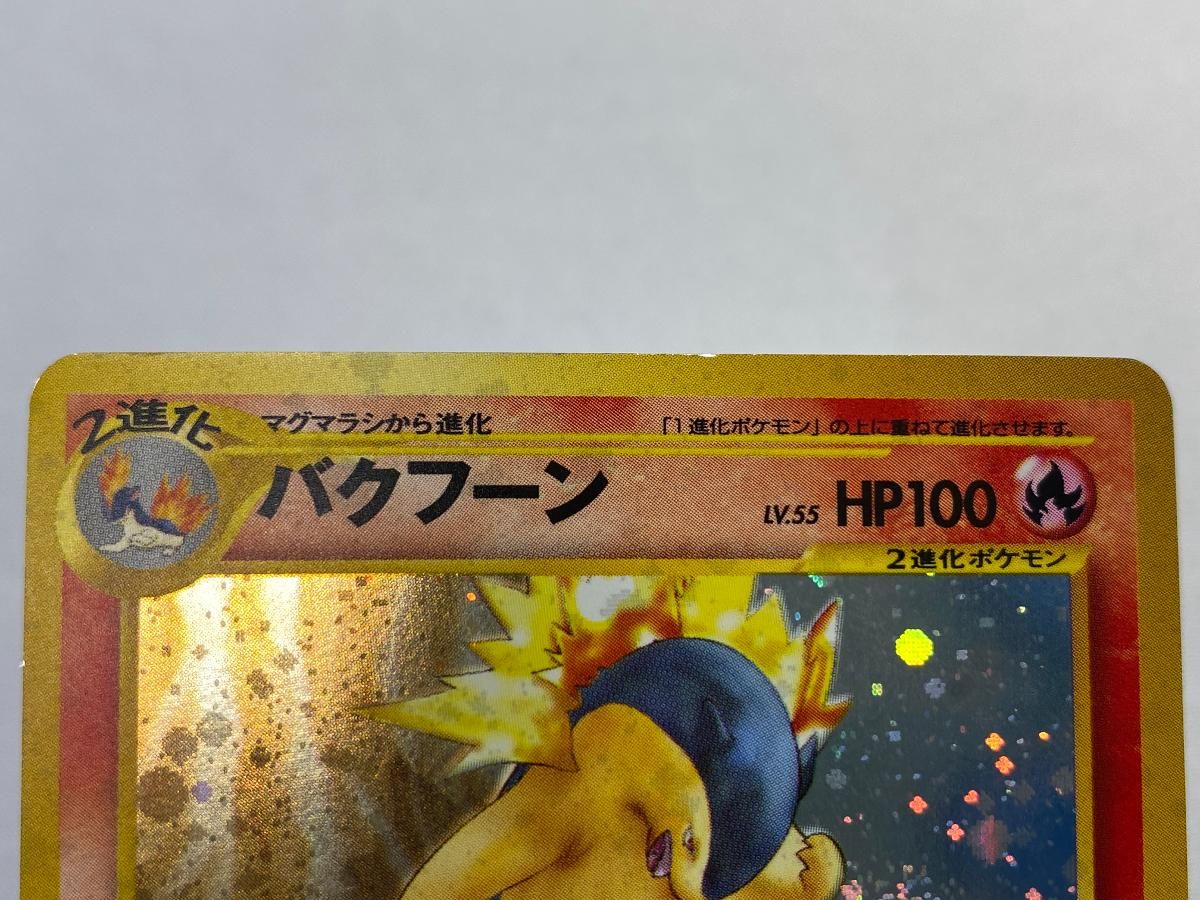 2進化
マグマラシから進化
「1進化ポケモン」の上に重ねて進化させます。
バクフーン
LV.55 HP100
2進化ポケモン